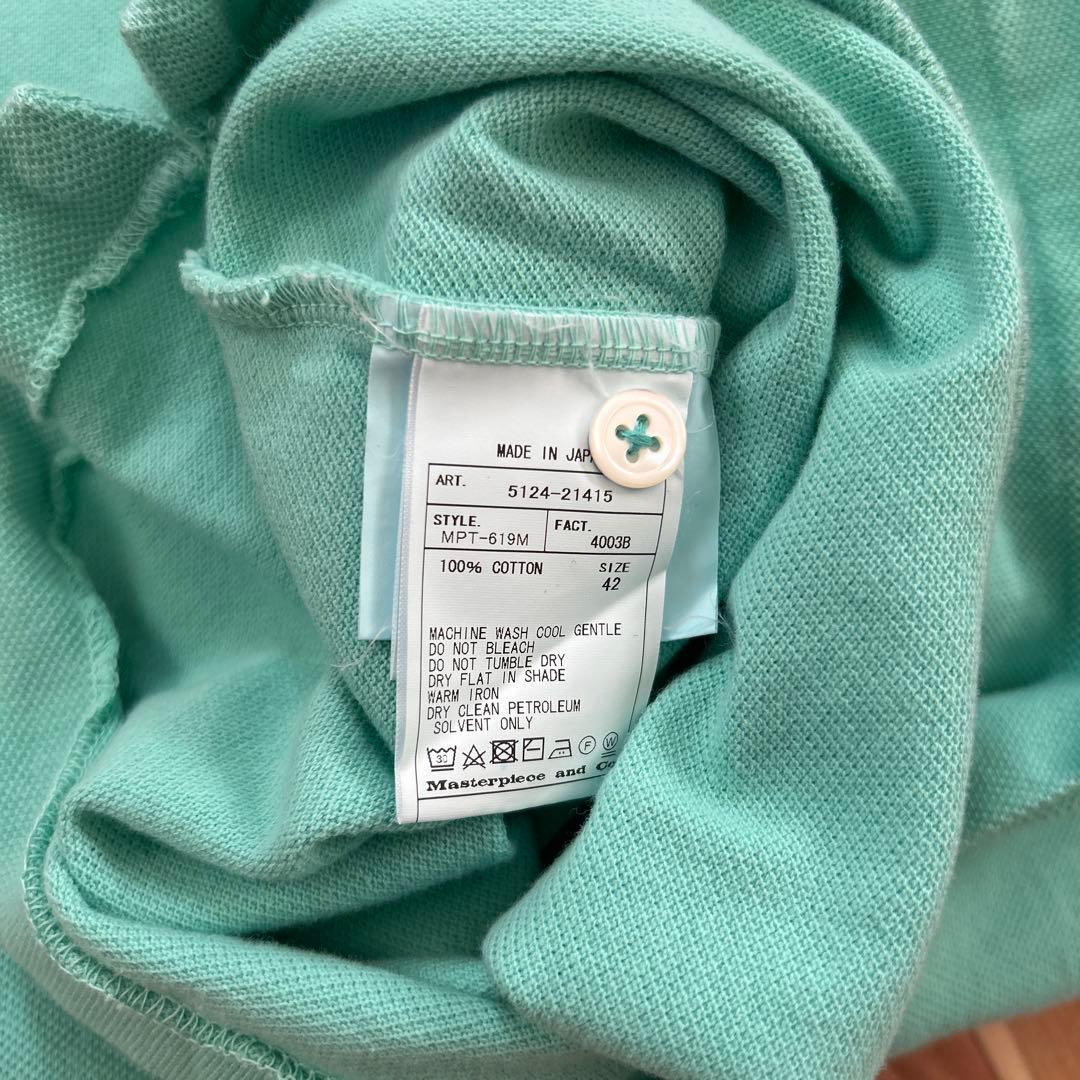 MADE IN JAPA
ART. 5124-21415
STYLE. MPT-619M FACT. 4003B
100% COTTON SIZE 42
MACHINE WASH COOL GENTLE
DO NOT BLEACH
DO NOT TUMBLE DRY
DRY FLAT IN SHADE
WARM IRON
DRY CLEAN PETROLEUM
SOLVENT ONLY
30 F W
Masterpiece and Co